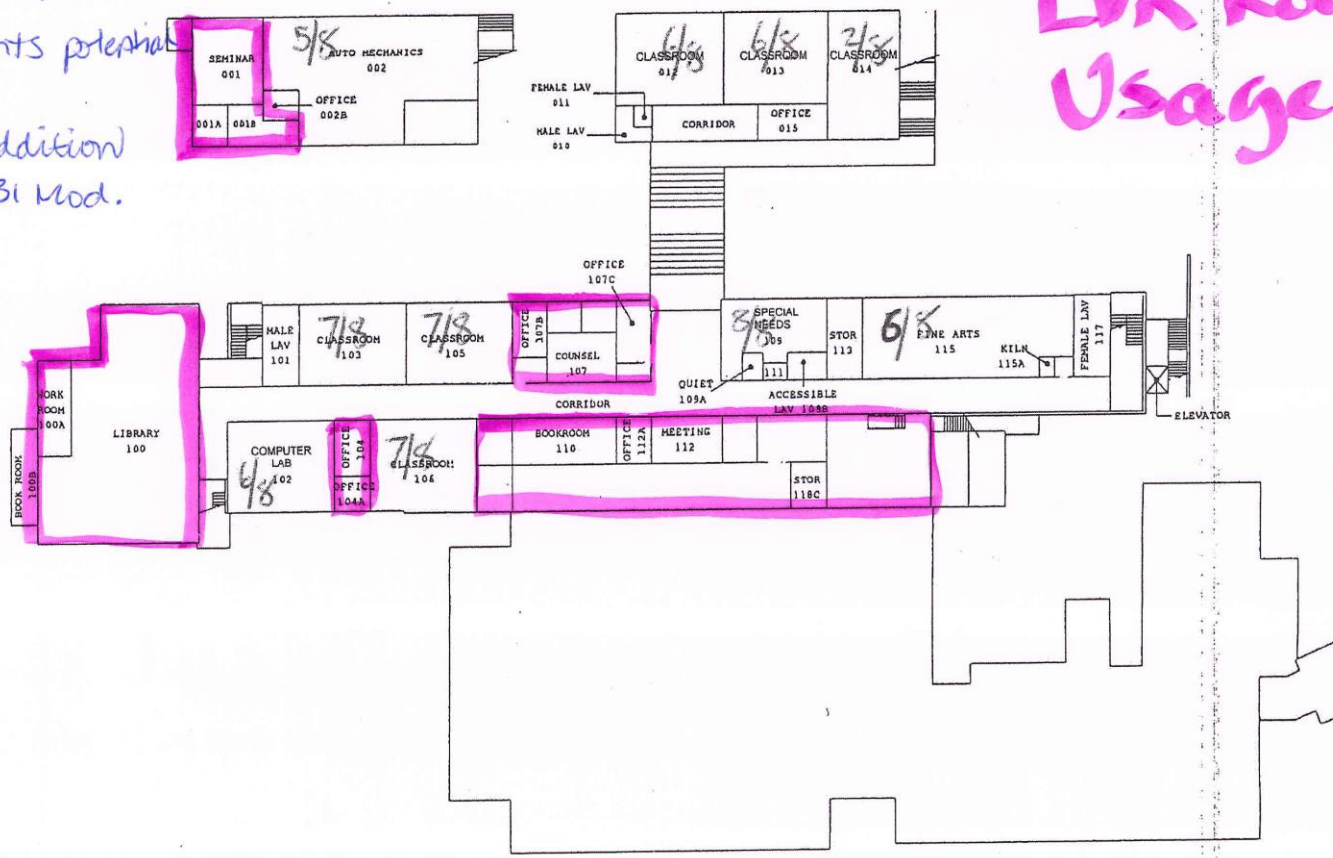 nts potential
addition
Bi Mod.
Usage
SEMINAR
001
001A 001B
5/8
AUTO MECHANICS
002
OFFICE
002B
6/8
CLASSROOM
6/8
CLASSROOM
013
2/8
CLASSROOM
014
FEMALE LAV
011
MALE LAV
010
CORRIDOR
OFFICE
015
OFFICE
107C
WORK
ROOM
100A
LIBRARY
100
BOOK ROOM
100B
MALE
LAV
101
7/8
CLASSROOM
103
7/8
CLASSROOM
105
OFFICE
107B
COUNSEL
107
SPECIAL
NEEDS
109
111
STOR
113
6/8
FINE ARTS
115
KILN
115A
FEMALE LAV
117
QUIET
109A
ACCESSIBLE
LAV 109B
ELEVATOR
CORRIDOR
COMPUTER
LAB
102
6/8
OFFICE
104
OFFICE
104A
7/8
CLASSROOM
106
BOOKROOM
110
OFFICE
112A
MEETING
112
STOR
118C